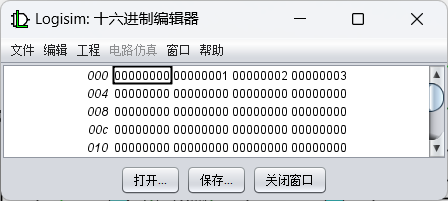 Logisim: 十六进制编辑器
文件 编辑 工程 电路仿真 窗口 帮助
000 00000000 00000001 00000002 00000003
004 00000000 00000000 00000000 00000000
008 00000000 00000000 00000000 00000000
00c 00000000 00000000 00000000 00000000
010 00000000 00000000 00000000 00000000
打开... 保存... 关闭窗口